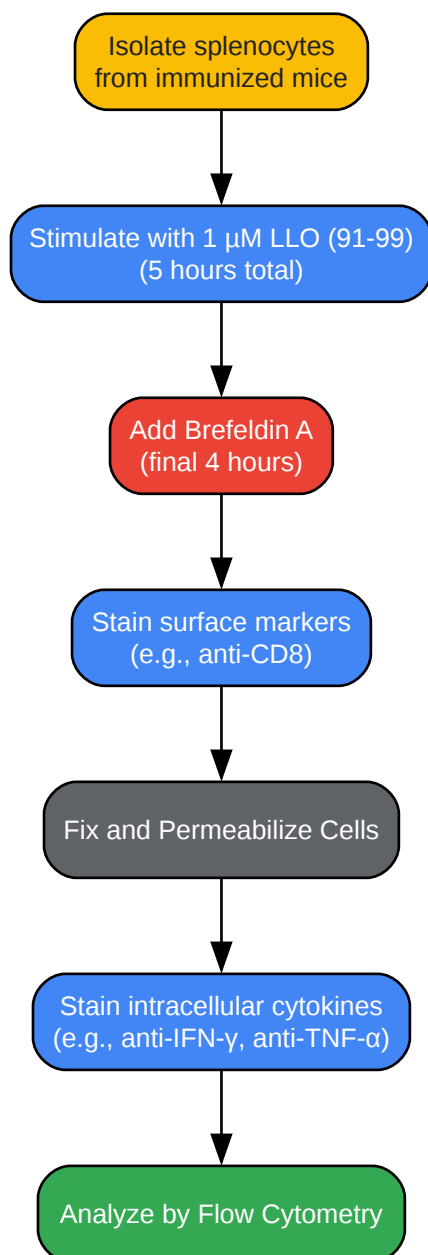 Isolate splenocytes
from immunized mice
Stimulate with 1 µM LLO (91-99)
(5 hours total)
Add Brefeldin A
(final 4 hours)
Stain surface markers
(e.g., anti-CD8)
Fix and Permeabilize Cells
Stain intracellular cytokines
(e.g., anti-IFN-γ, anti-TNF-α)
Analyze by Flow Cytometry